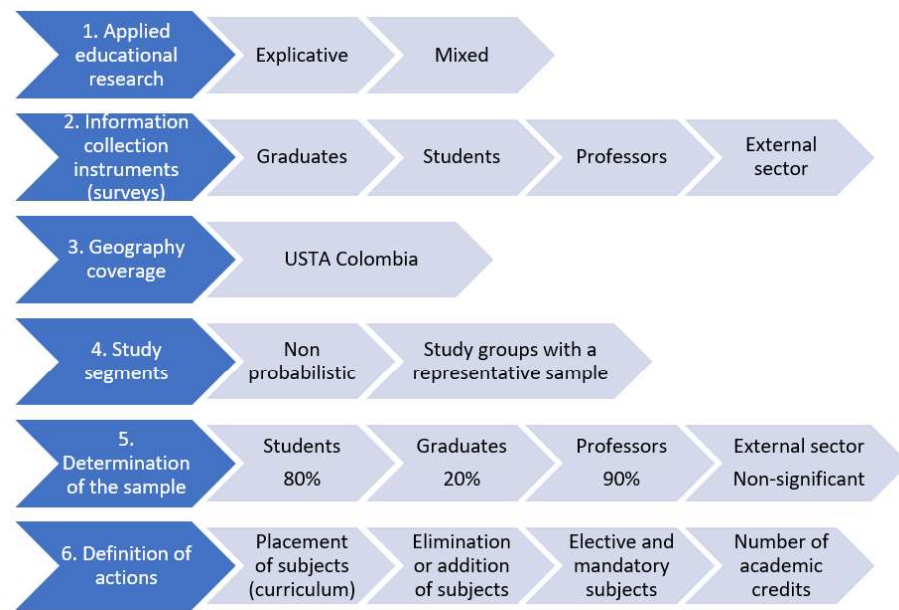 1. Applied
educational
research
Explicative
Mixed
2. Information
collection
instruments
(surveys)
Graduates
Students
Professors
External
sector
3. Geography
coverage
USTA Colombia
4. Study
segments
Non
probabilistic
Study groups with a
representative sample
5.
Determination
of the sample
Students
80%
Graduates
20%
Professors
90%
External sector
Non-significant
6. Definition of
actions
Placement
of subjects
(curriculum)
Elimination
or addition
of subjects
Elective and
mandatory
subjects
Number of
academic
credits